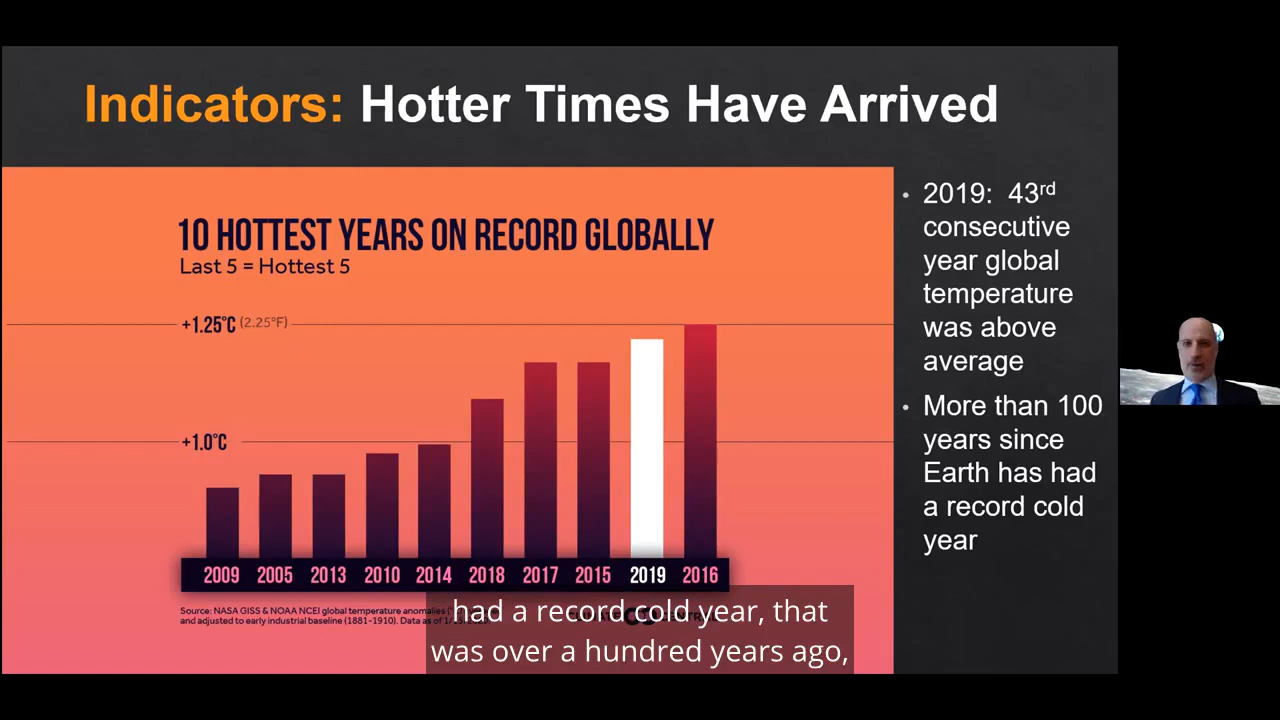 Indicators: Hotter Times Have Arrived
10 HOTTEST YEARS ON RECORD GLOBALLY
Last 5 = Hottest 5
+1.25°C (2.25°F)
+1.0°C
2009 2005 2013 2010 2014 2018 2017 2015 2019 2016
Source: NASA GISS & NOAA NCEI global temperature anomalies
and adjusted to early industrial baseline (1881-1910). Data as of
• 2019: 43rd
consecutive
year global
temperature
was above
average
• More than 100
years since
Earth has had
a record cold
year
had a record cold year, that
was over a hundred years ago,